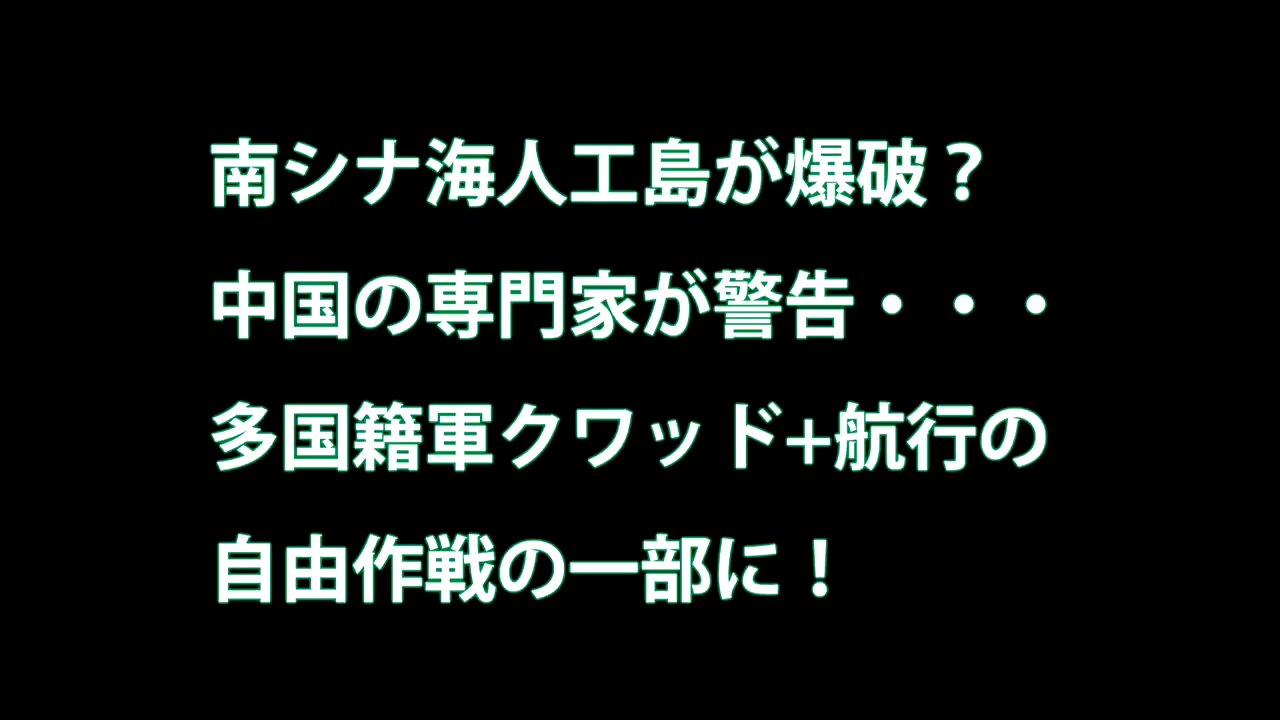 南シナ海人工島が爆破？
中国の専門家が警告・・・
多国籍軍クワッド+航行の
自由作戦の一部に！